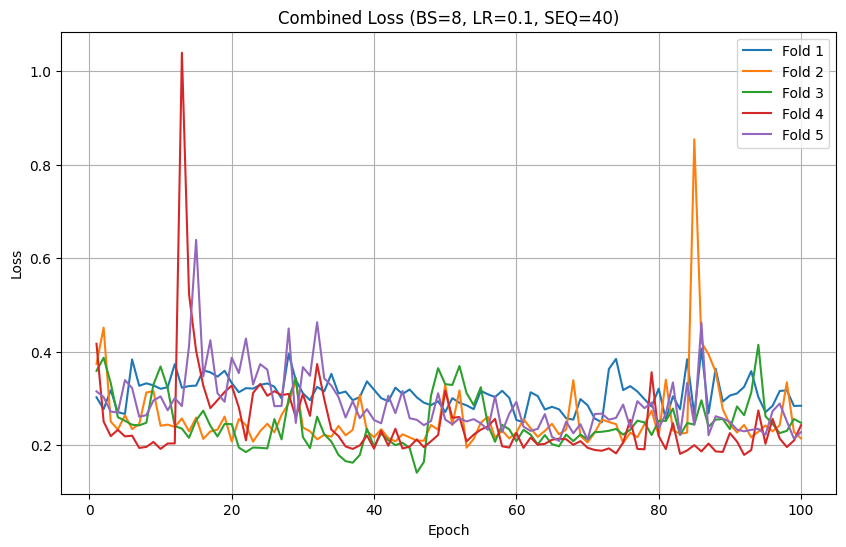 Combined Loss (BS=8, LR=0.1, SEQ=40)
Fold 1
Fold 2
Fold 3
Fold 4
Fold 5
1.0
0.8
0.6
0.4
0.2
Loss
0
20
40
60
80
100
Epoch